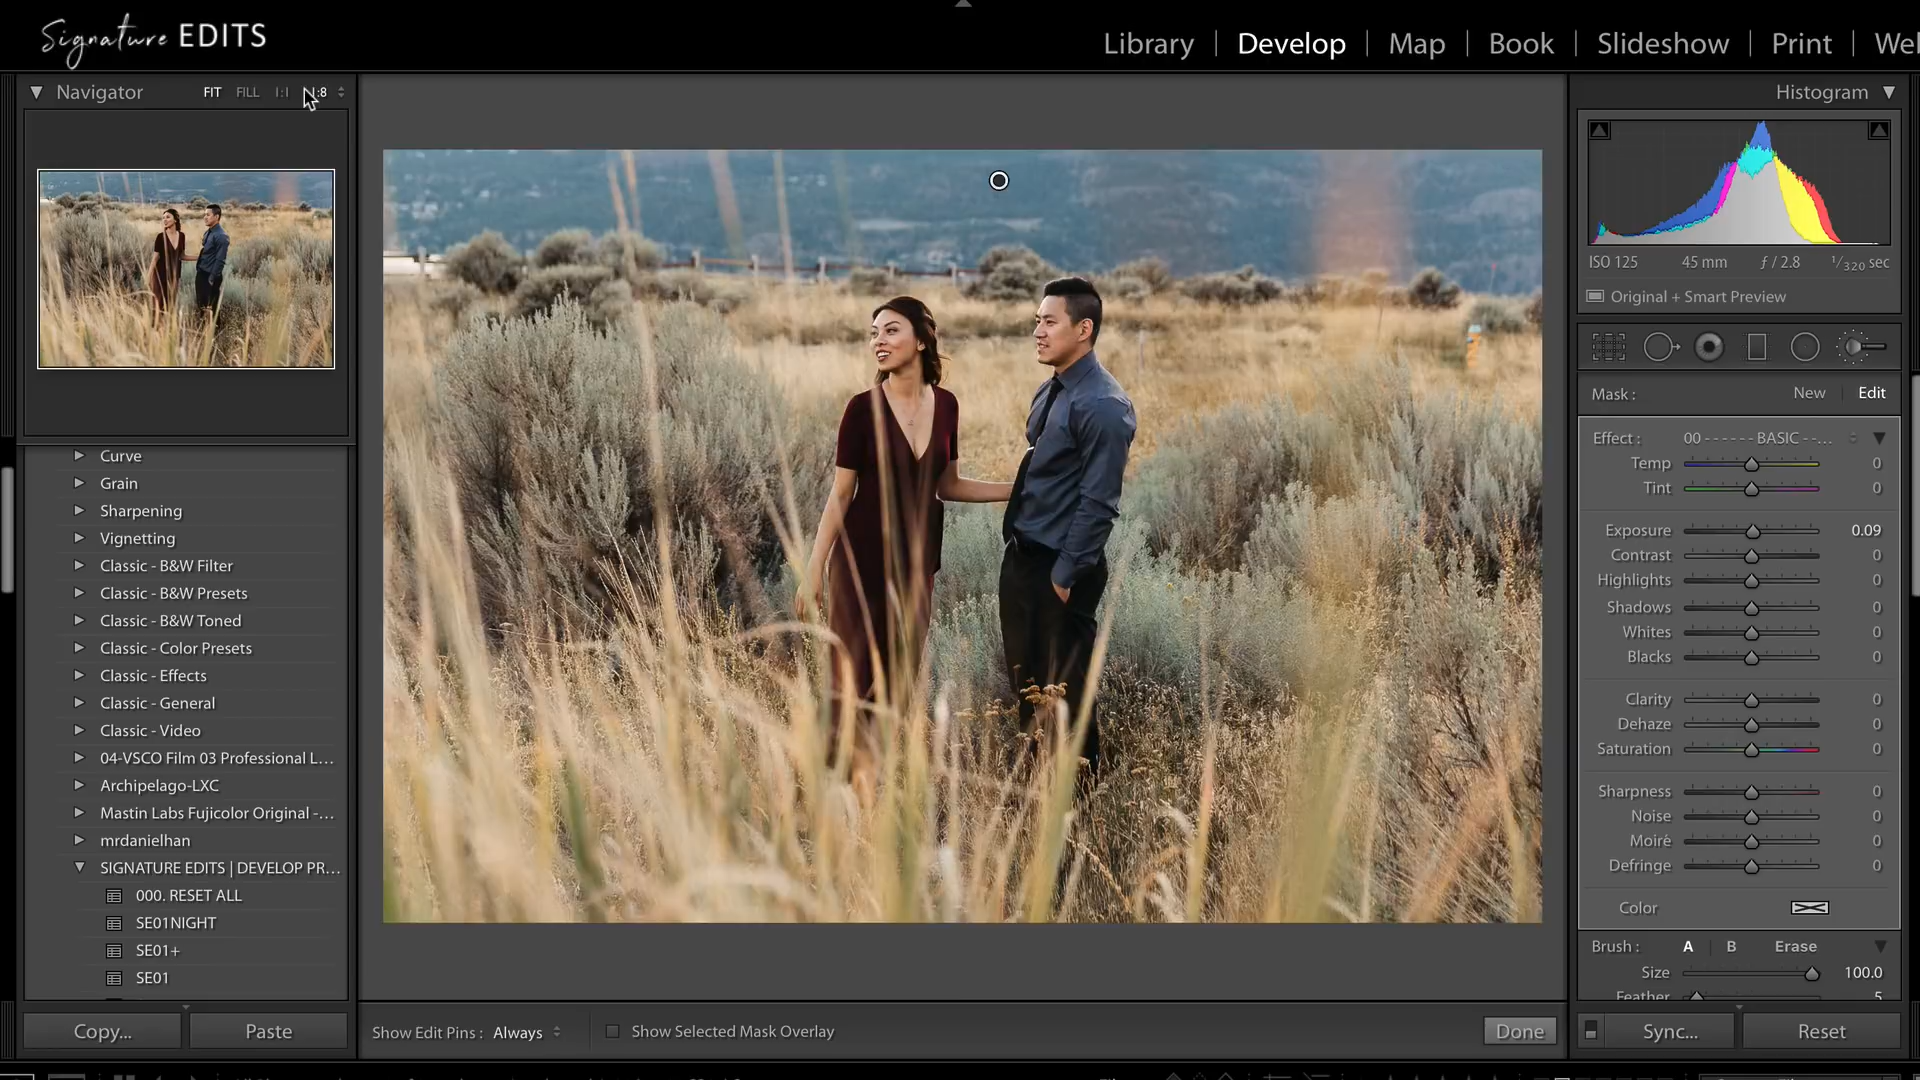 Signature EDITS
Library | Develop | Map | Book | Slideshow | Print |
Navigator FIT FILL 1:1 1:8
Histogram
ISO 125 45 mm ƒ / 2.8 1/320 sec
Original + Smart Preview
Mask : New Edit
Effect : 00 - - - - - - BASIC - -...
Temp 0
Tint 0
Exposure 0.09
Contrast 0
Highlights 0
Shadows 0
Whites 0
Blacks 0
Clarity 0
Dehaze 0
Saturation 0
Sharpness 0
Noise 0
Moiré 0
Defringe 0
Color
Brush : A | B Erase
Size 100.0
Feather 5
Curve
Grain
Sharpening
Vignetting
Classic - B&W Filter
Classic - B&W Presets
Classic - B&W Toned
Classic - Color Presets
Classic - Effects
Classic - General
Classic - Video
04-VSCO Film 03 Professional L...
Archipelago-LXC
Mastin Labs Fujicolor Original -...
mrdanielhan
SIGNATURE EDITS | DEVELOP PR...
000. RESET ALL
SE01NIGHT
SE01+
SE01
Copy... Paste
Show Edit Pins : Always
Show Selected Mask Overlay
Done
Sync... Reset